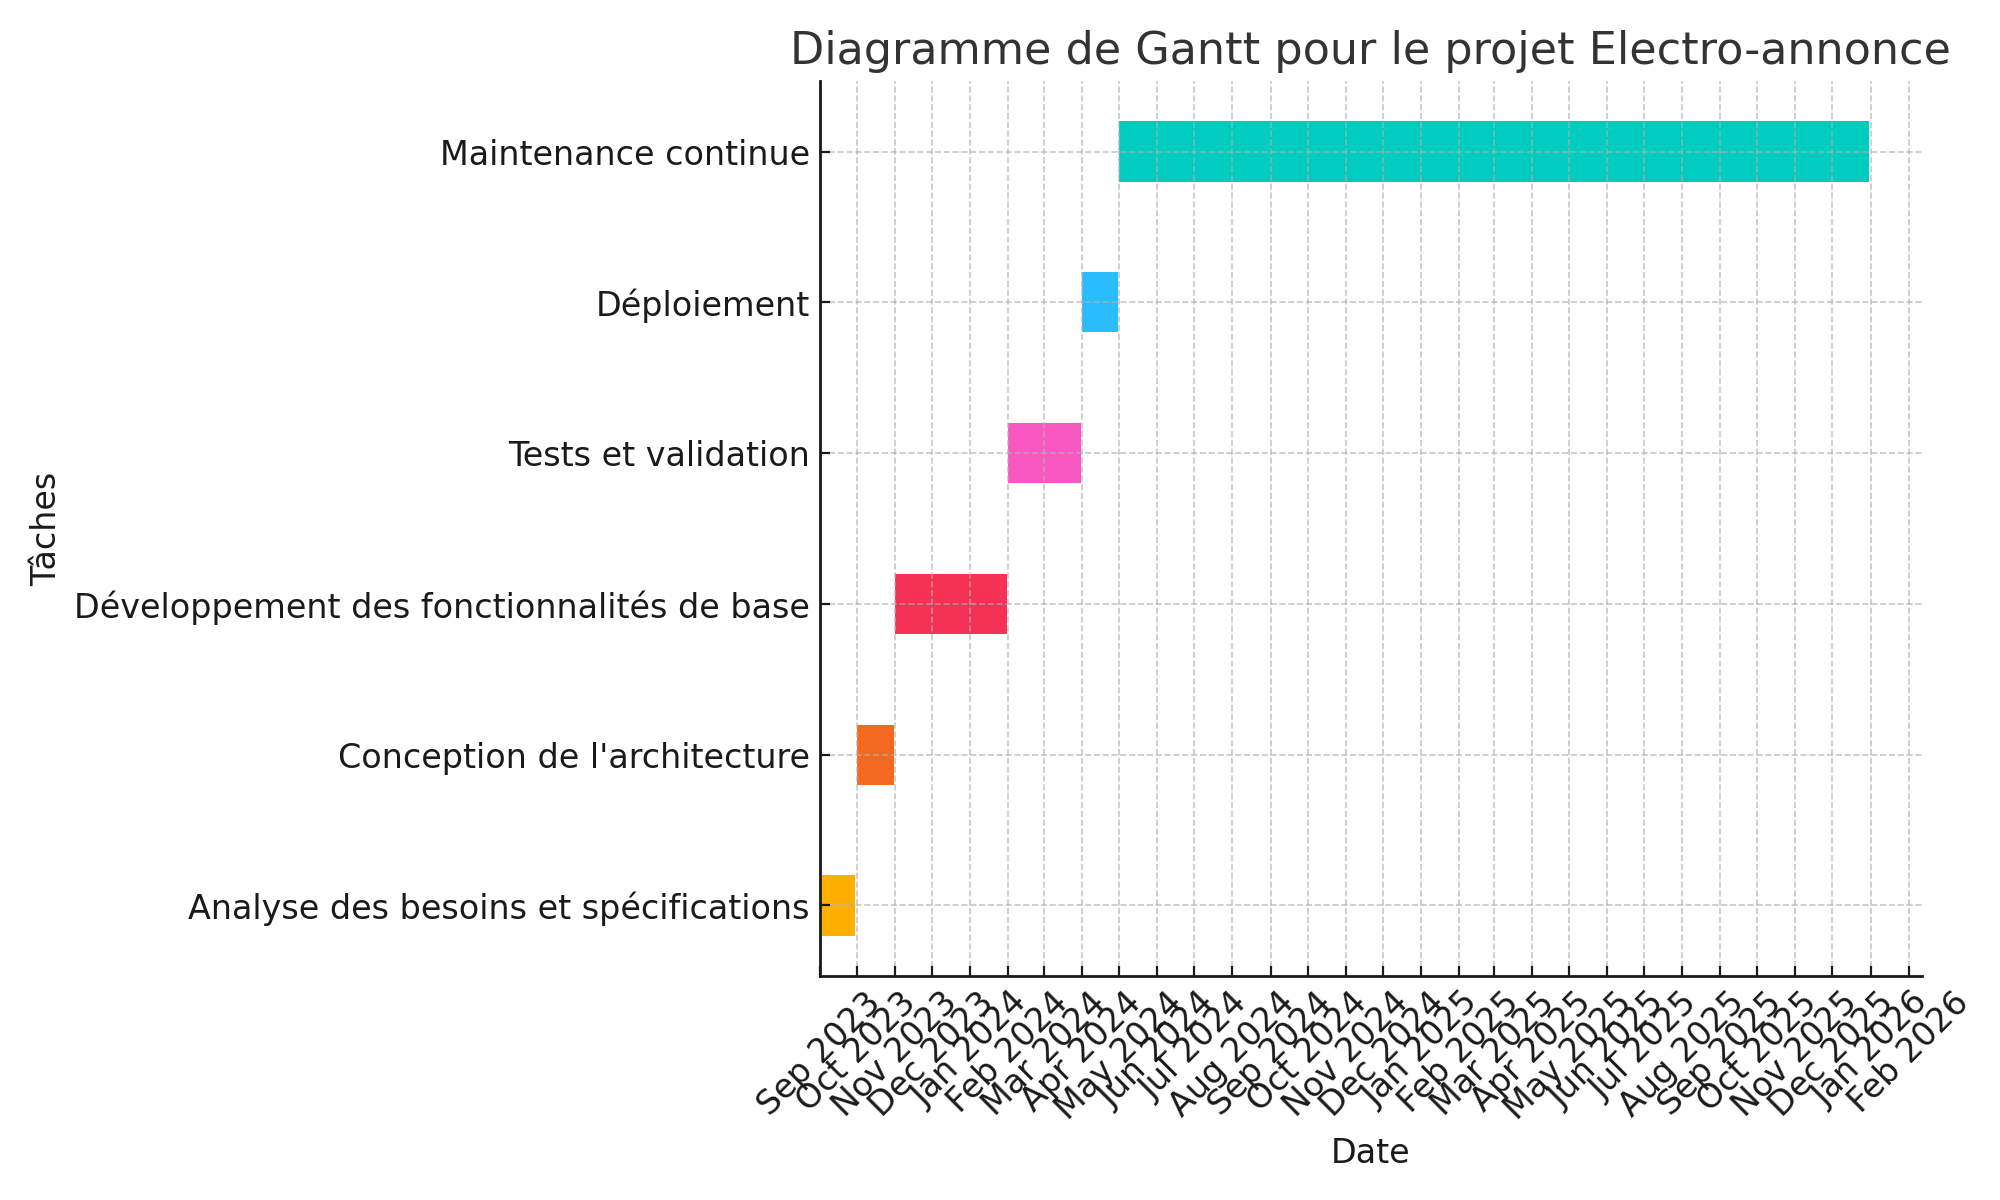 Diagramme de Gantt pour le projet Electro-annonce
Maintenance continue
Déploiement
Tests et validation
Développement des fonctionnalités de base
Conception de l'architecture
Analyse des besoins et spécifications
Tâches
Sep 2023
Oct 2023
Nov 2023
Dec 2023
Jan 2024
Feb 2024
Mar 2024
Apr 2024
May 2024
Jun 2024
Jul 2024
Aug 2024
Sep 2024
Oct 2024
Nov 2024
Dec 2024
Jan 2025
Feb 2025
Mar 2025
Apr 2025
May 2025
Jun 2025
Jul 2025
Aug 2025
Sep 2025
Oct 2025
Nov 2025
Dec 2025
Jan 2026
Feb 2026
Date